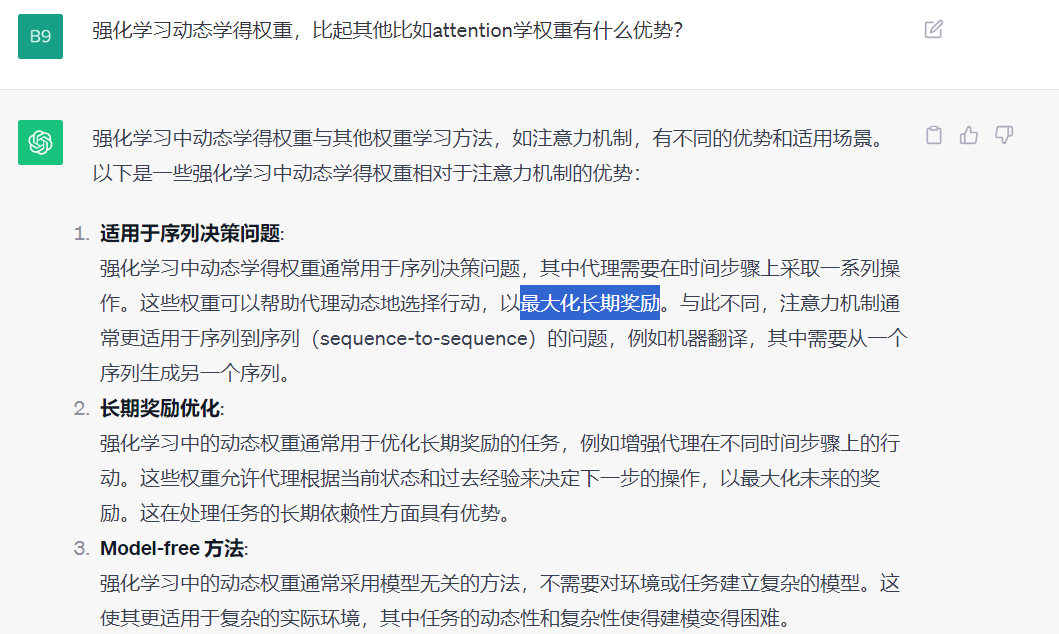 B9
强化学习动态学得权重，比起其他比如attention学权重有什么优势？
强化学习中动态学得权重与其他权重学习方法，如注意力机制，有不同的优势和适用场景。
以下是一些强化学习中动态学得权重相对于注意力机制的优势：
1. 适用于序列决策问题:
强化学习中动态学得权重通常用于序列决策问题，其中代理需要在时间步骤上采取一系列操
作。这些权重可以帮助代理动态地选择行动，以最大化长期奖励。与此不同，注意力机制通
常更适用于序列到序列（sequence-to-sequence）的问题，例如机器翻译，其中需要从一个
序列生成另一个序列。
2. 长期奖励优化:
强化学习中的动态权重通常用于优化长期奖励的任务，例如增强代理在不同时间步骤上的行
动。这些权重允许代理根据当前状态和过去经验来决定下一步的操作，以最大化未来的奖
励。这在处理任务的长期依赖性方面具有优势。
3. Model-free 方法:
强化学习中的动态权重通常采用模型无关的方法，不需要对环境或任务建立复杂的模型。这
使其更适用于复杂的实际环境，其中任务的动态性和复杂性使得建模变得困难。